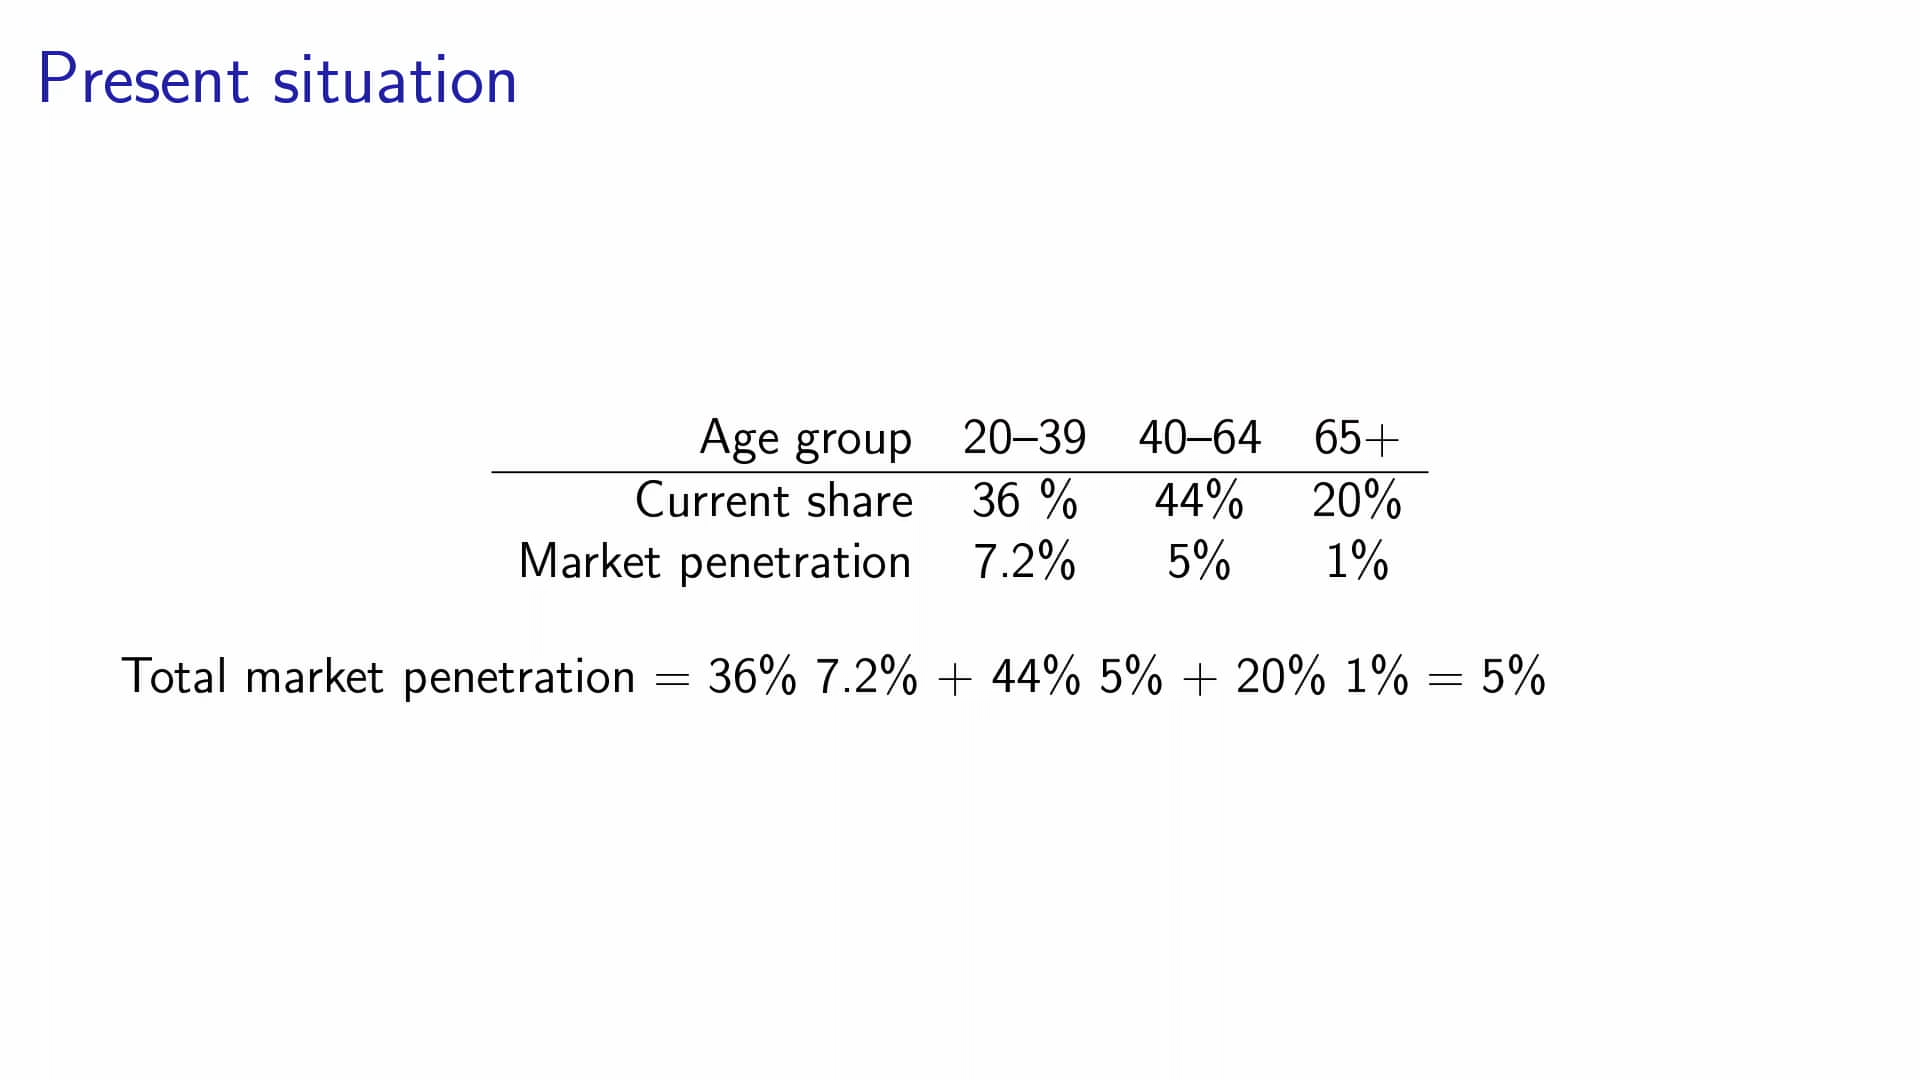 Present situation
Age group 20–39 40–64 65+
Current share 36 % 44% 20%
Market penetration 7.2% 5% 1%
Total market penetration = 36% 7.2% + 44% 5% + 20% 1% = 5%